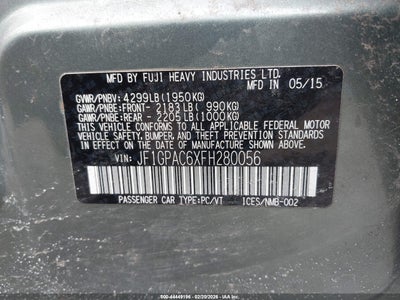 MFD BY FUJI HEAVY INDUSTRIES LTD.
MFD IN 05/15
GVWR/PNBV: 4299LB(1950KG)
GAWR/PNBE:FRONT- 2183LB( 990KG)
GAWR/PNBE:REAR - 2205LB(1000KG)
THIS VEHICLE CONFORMS TO ALL APPLICABLE FEDERAL MOTOR
VEHICLE SAFETY, BUMPER, AND THEFT PREVENTION STANDARDS
IN EFFECT ON THE DATE OF MANUFACTURE SHOWN ABOVE.
VIN: JF1GPAC6XFH280056
PASSENGER CAR TYPE:PC/VT ICES/NMB-002